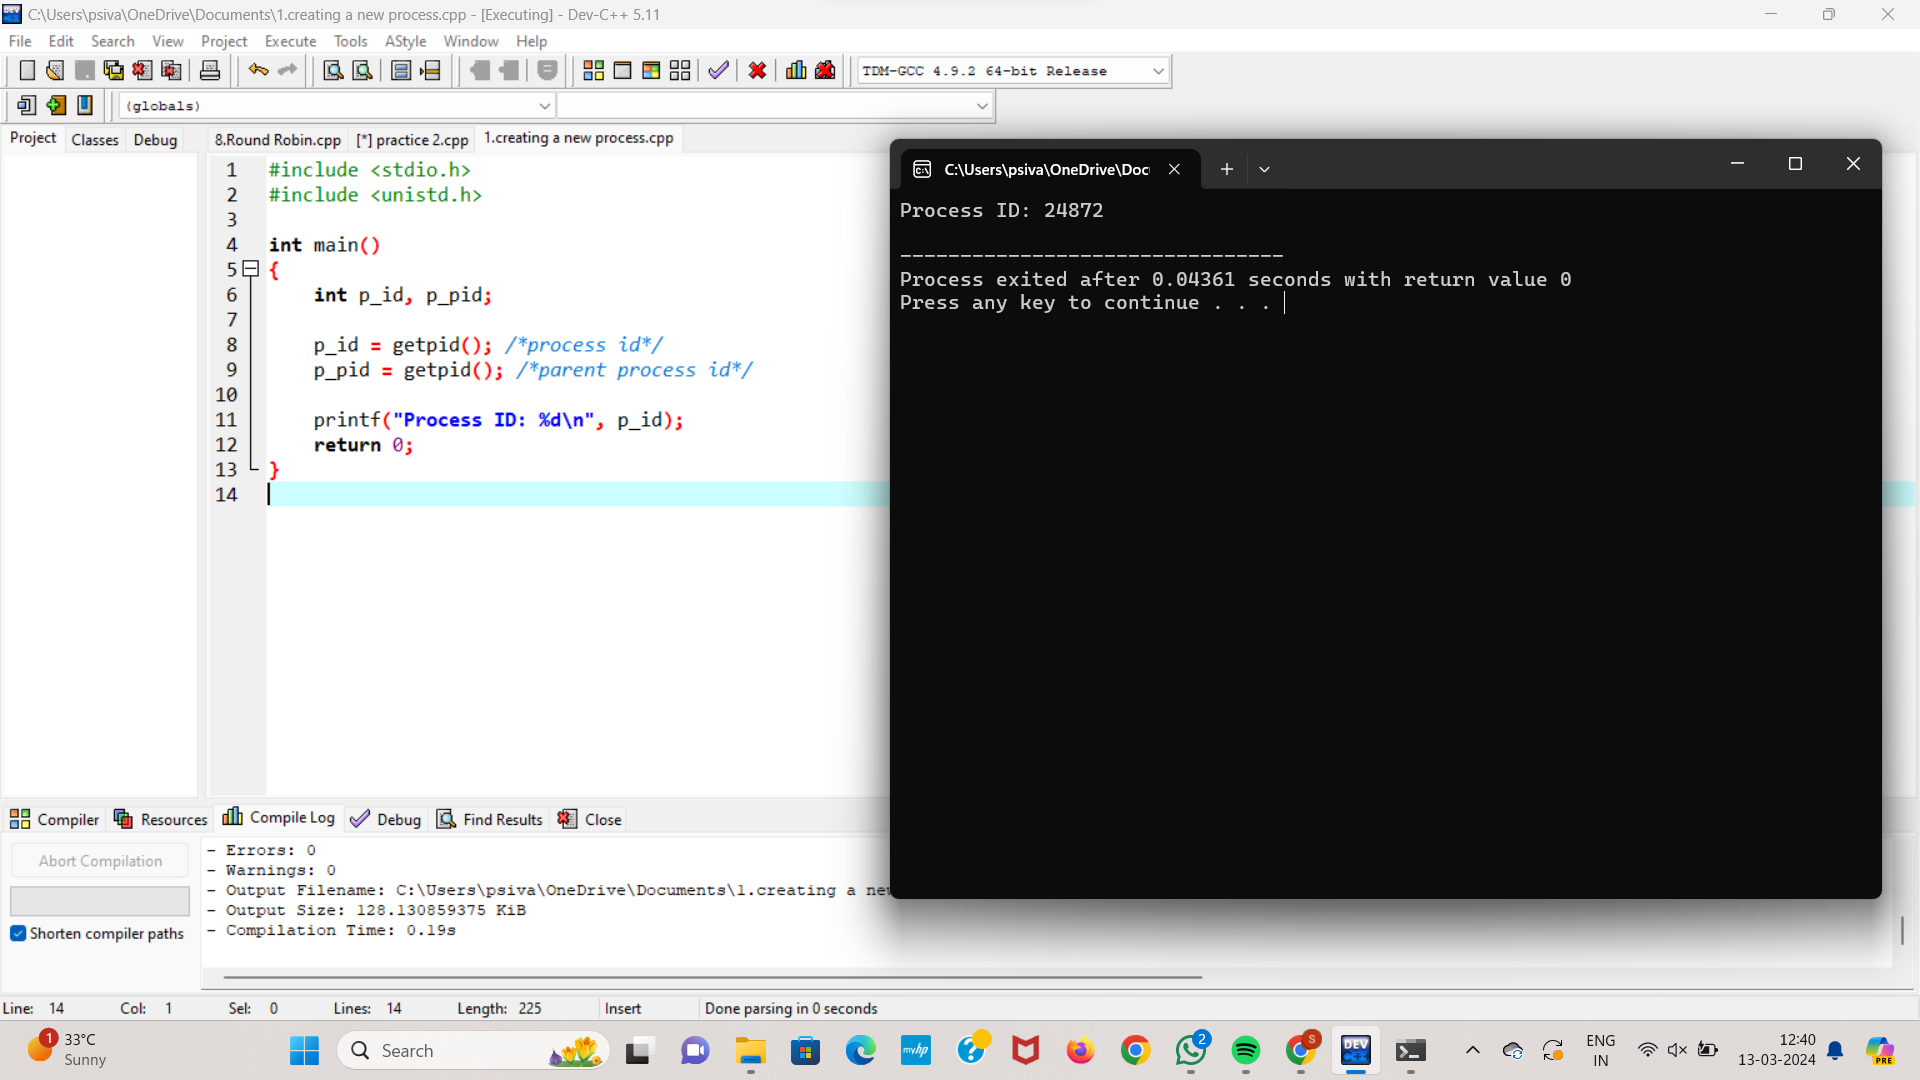 C:\Users\psiva\OneDrive\Documents\1.creating a new process.cpp - [Executing] - Dev-C++ 5.11
File Edit Search View Project Execute Tools AStyle Window Help
TDM-GCC 4.9.2 64-bit Release
(globals)
Project Classes Debug
8.Round Robin.cpp [*] practice 2.cpp 1.creating a new process.cpp
1 #include <stdio.h>
2 #include <unistd.h>
3
4 int main()
5 {
6 int p_id, p_pid;
7
8 p_id = getpid(); /*process id*/
9 p_pid = getpid(); /*parent process id*/
10
11 printf("Process ID: %d\n", p_id);
12 return 0;
13 }
14
C:\Users\psiva\OneDrive\Doc
Process ID: 24872
--------------------------------
Process exited after 0.04361 seconds with return value 0
Press any key to continue . . .
Compiler Resources Compile Log Debug Find Results Close
Abort Compilation
Shorten compiler paths
- Errors: 0
- Warnings: 0
- Output Filename: C:\Users\psiva\OneDrive\Documents\1.creating a ne
- Output Size: 128.130859375 KiB
- Compilation Time: 0.19s
Line: 14 Col: 1 Sel: 0 Lines: 14 Length: 225 Insert Done parsing in 0 seconds
1
33°C
Sunny
Search
myhp
2
S
DEV
C++
ENG
IN
12:40
13-03-2024
PRE